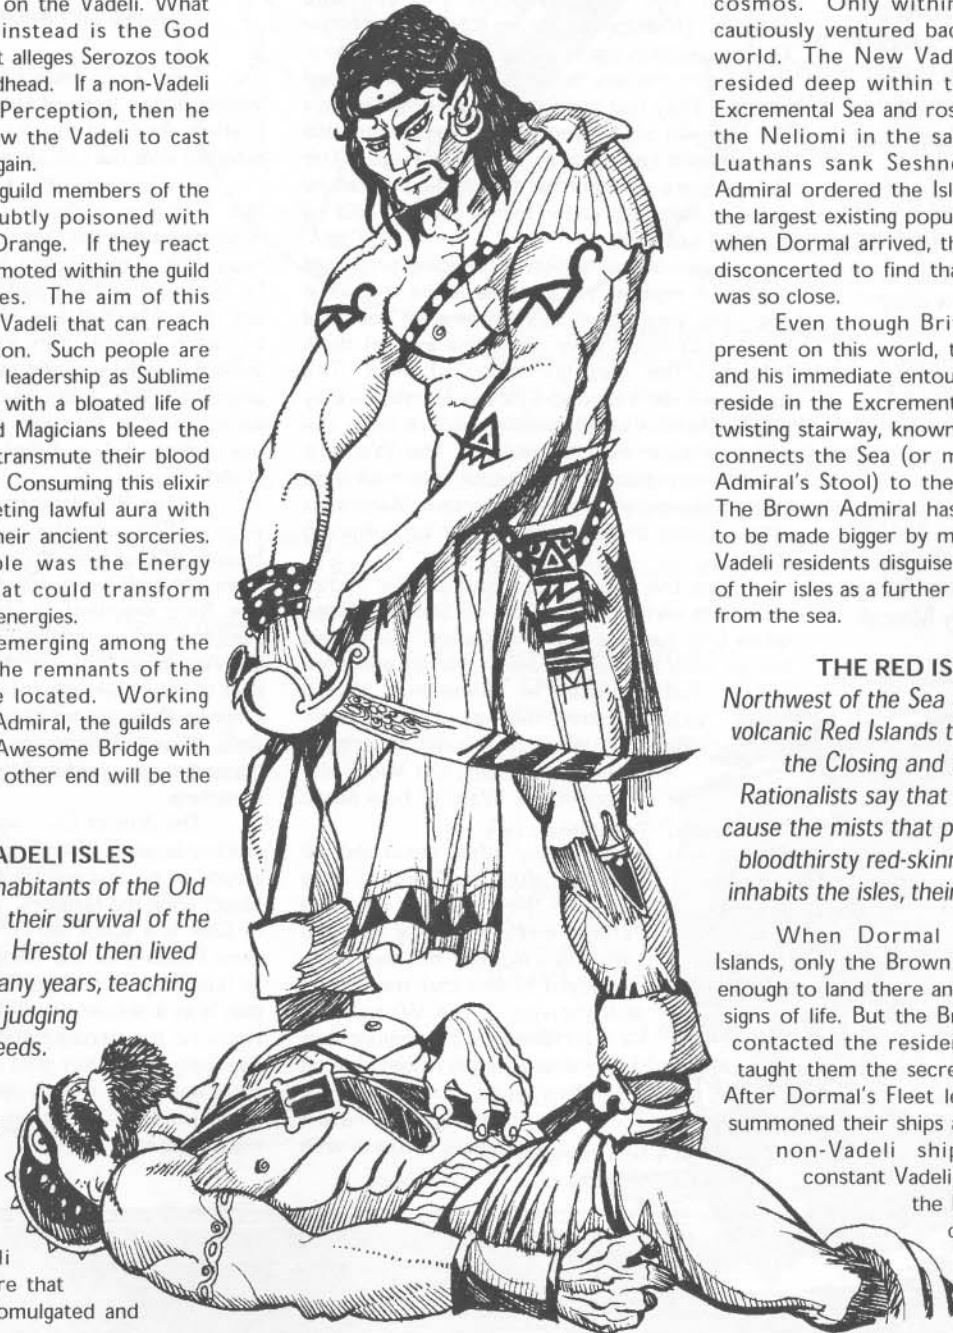 on the Vadeli. What
instead is the God
alleges Serozos took
dhead. If a non-Vadeli
Perception, then he
w the Vadeli to cast
gain.
guild members of the
ubtly poisoned with
Orange. If they react
moted within the guild
es. The aim of this
Vadeli that can reach
on. Such people are
leadership as Sublime
with a bloated life of
d Magicians bleed the
transmute their blood
Consuming this elixir
eting lawful aura with
heir ancient sorceries.
ple was the Energy
at could transform
energies.
emerging among the
he remnants of the
e located. Working
Admiral, the guilds are
Awesome Bridge with
other end will be the
ADELI ISLES
habitants of the Old
their survival of the
Hrestol then lived
any years, teaching
judging
eeds.
li
re that
omulgated and
cosmos. Only within
cautiously ventured bac
world. The New Vad
resided deep within t
Excremental Sea and ros
the Neliomi in the sa
Luathans sank Seshne
Admiral ordered the Isl
the largest existing popu
when Dormal arrived, th
disconcerted to find tha
was so close.
Even though Bri
present on this world, t
and his immediate entou
reside in the Excrement
twisting stairway, known
connects the Sea (or m
Admiral's Stool) to the
The Brown Admiral has
to be made bigger by m
Vadeli residents disguise
of their isles as a further
from the sea.
THE RED IS
Northwest of the Sea
volcanic Red Islands t
the Closing and
Rationalists say that
cause the mists that p
bloodthirsty red-skinn
inhabits the isles, their
When Dormal
Islands, only the Brown
enough to land there an
signs of life. But the Br
contacted the reside
taught them the secre
After Dormal's Fleet le
summoned their ships a
non-Vadeli ship
constant Vadeli
the